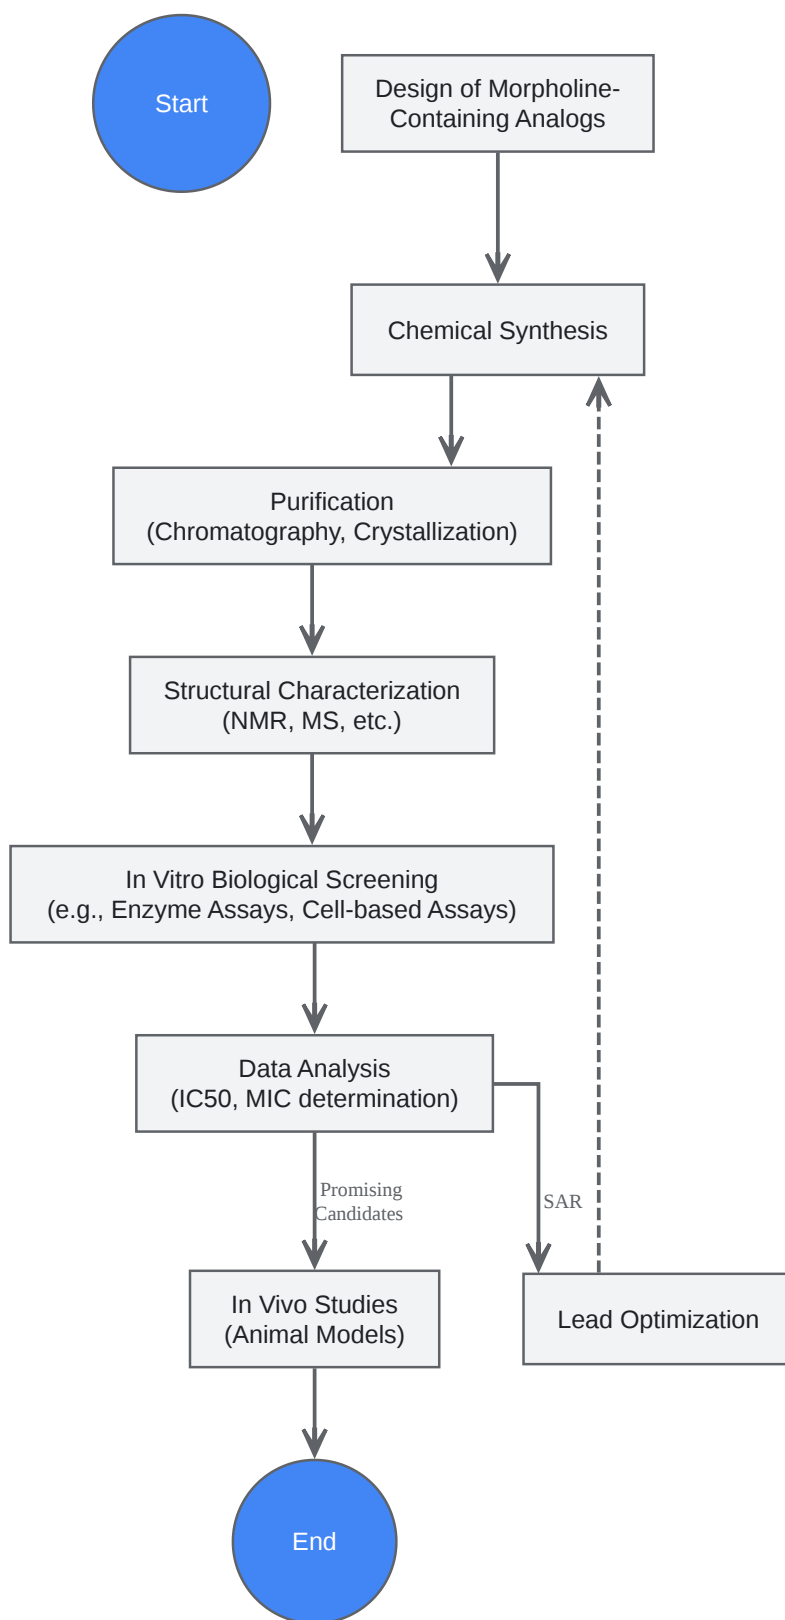 Start
Design of Morpholine-
Containing Analogs
Chemical Synthesis
Purification
(Chromatography, Crystallization)
Structural Characterization
(NMR, MS, etc.)
In Vitro Biological Screening
(e.g., Enzyme Assays, Cell-based Assays)
Data Analysis
(IC50, MIC determination)
Promising
Candidates
SAR
In Vivo Studies
(Animal Models)
Lead Optimization
End